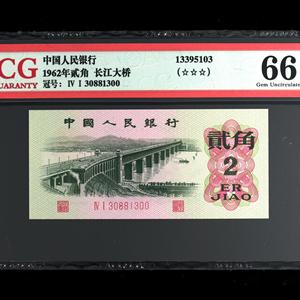 CG
GUARANTY
中国人民银行
1962年贰角 长江大桥
冠号: IV I 30881300
13395103
(☆☆☆)
66
Gem Uncirculated
中國人民銀行
贰角
2
ER
JIAO
IV I 30881300